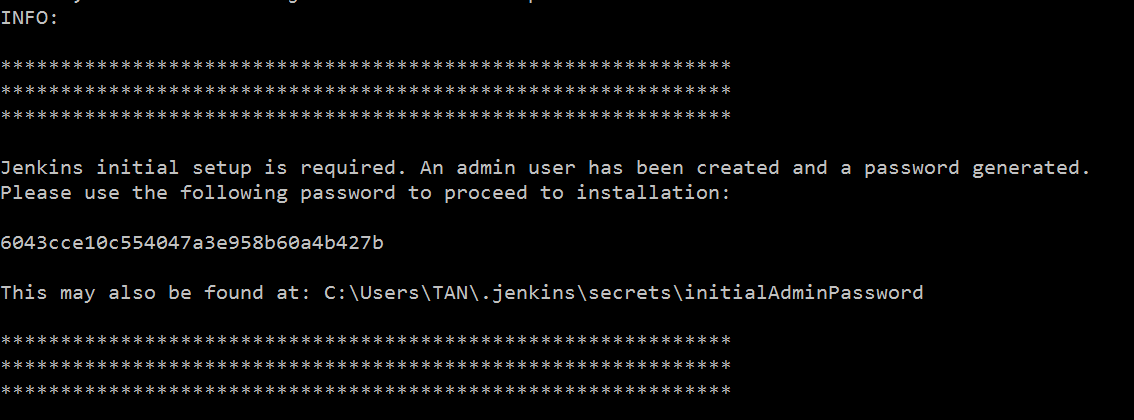 INFO:
*************************************************************
*************************************************************
*************************************************************
Jenkins initial setup is required. An admin user has been created and a password generated.
Please use the following password to proceed to installation:
6043cce10c554047a3e958b60a4b427b
This may also be found at: C:\Users\TAN\.jenkins\secrets\initialAdminPassword
*************************************************************
*************************************************************
*************************************************************